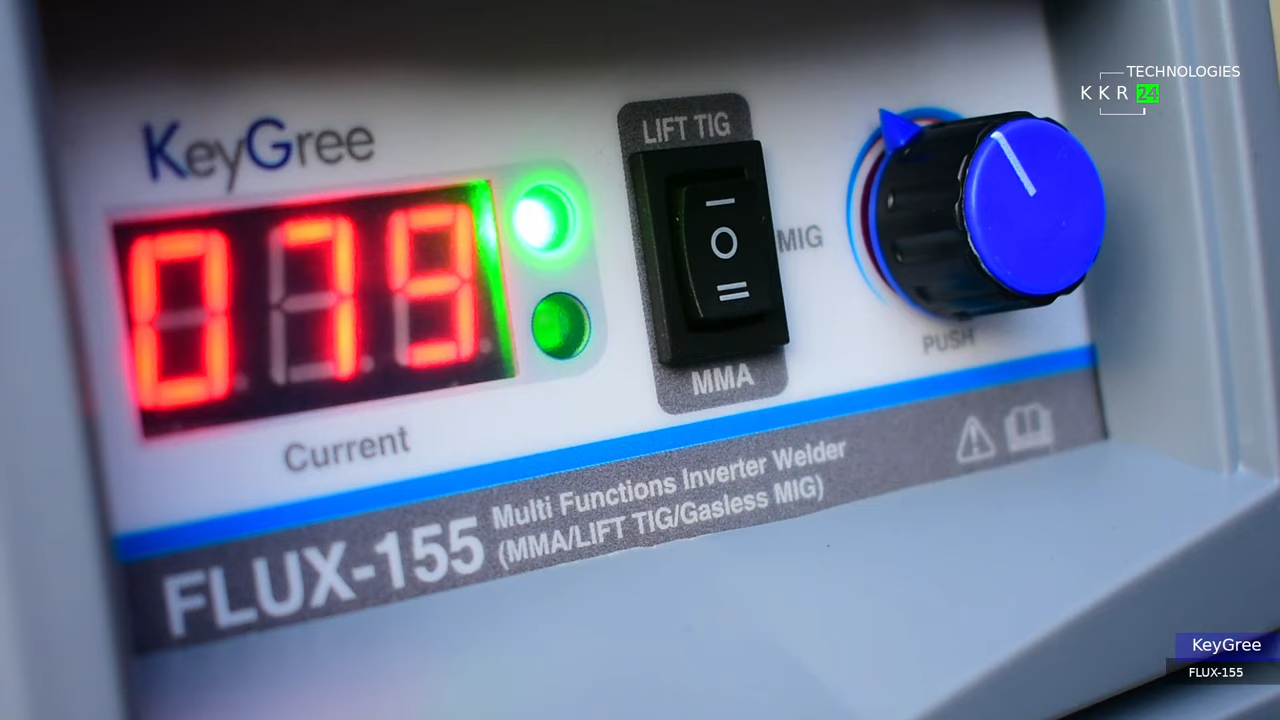 TECHNOLOGIES
KKR 24
KeyGree
LIFT TIG
MIG
079
PUSH
MMA
Current
FLUX-155
Multi Functions Inverter Welder
(MMA/LIFT TIG/Gasless MIG)
KeyGree
FLUX-155